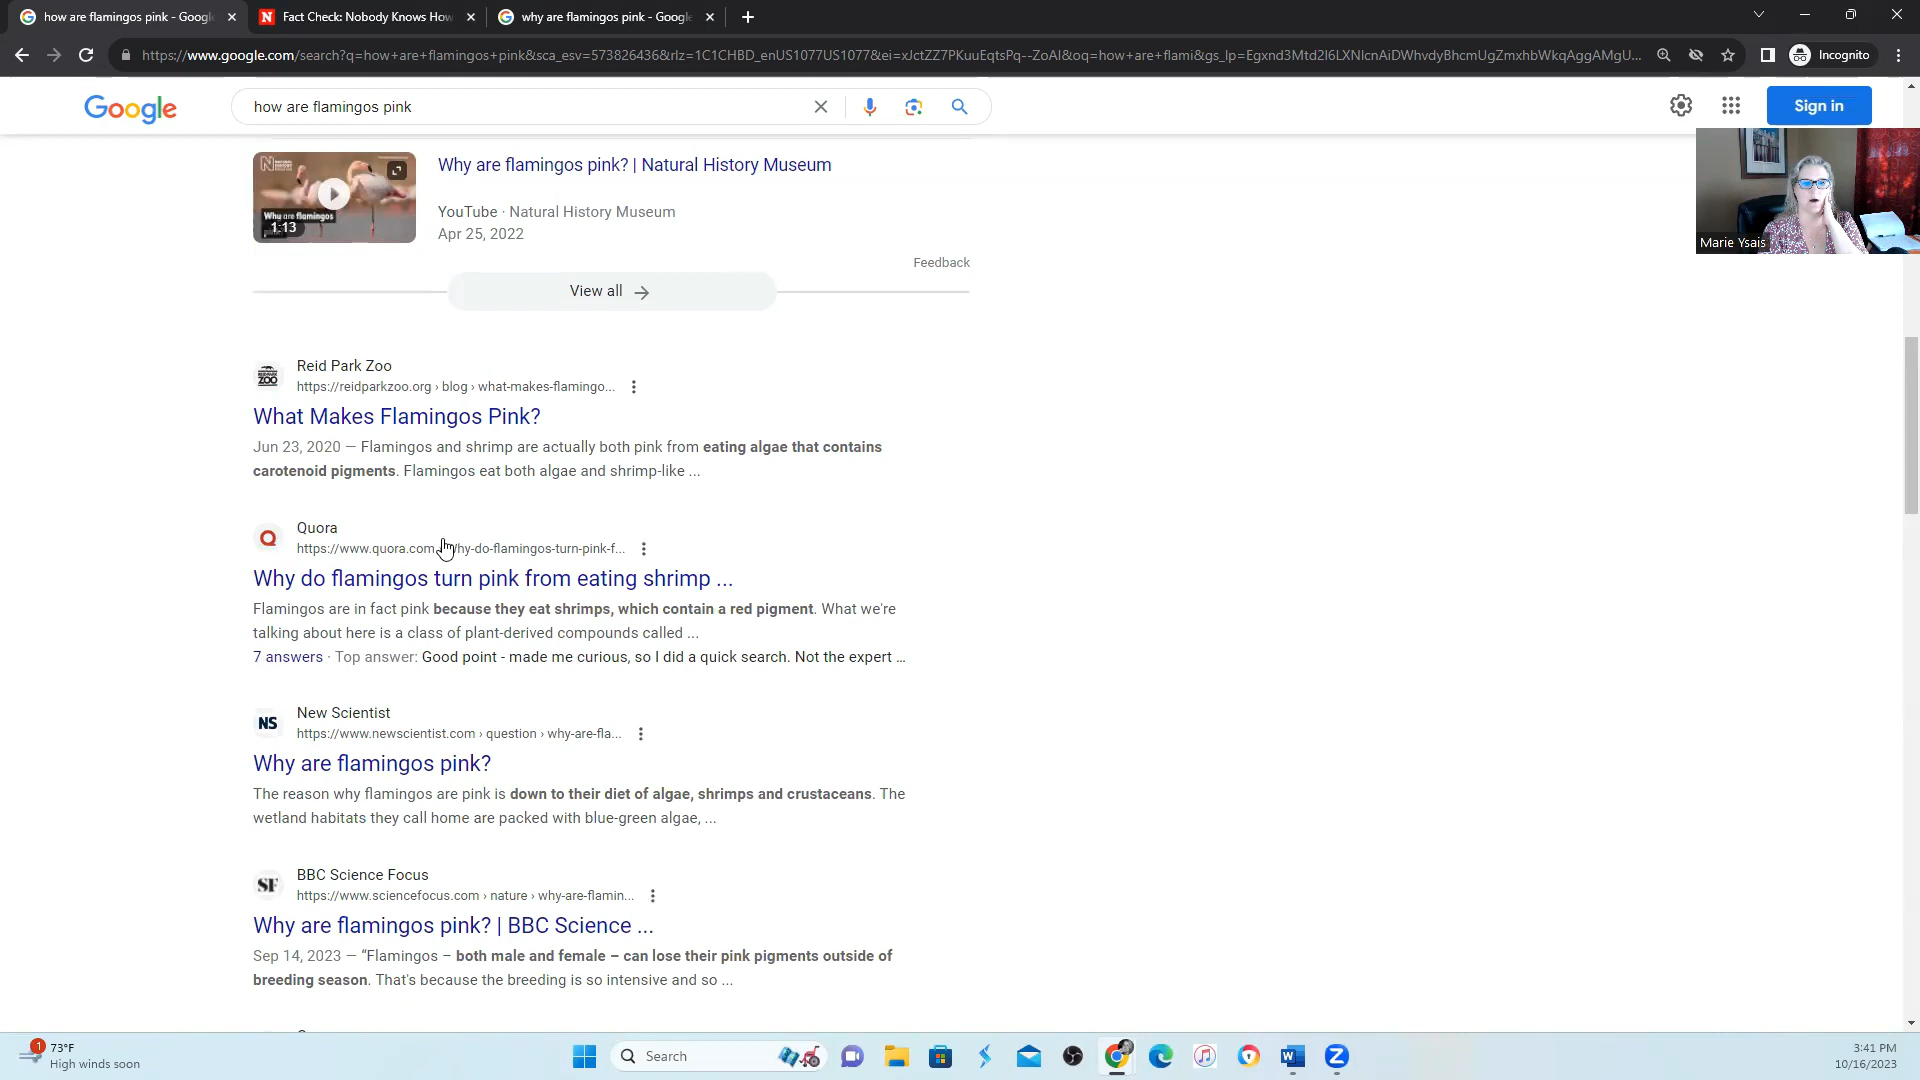 how are flamingos pink - Google
Fact Check: Nobody Knows How
why are flamingos pink - Google
https://www.google.com/search?q=how+are+flamingos+pink&sca_esv=573826436&rlz=1C1CHBD_enUS1077US1077&ei=xJctZZ7PKuuEqtsPq--ZoAI&oq=how+are+flami&gs_lp=Egxnd3Mtd2l6LXNlcnAiDWhvdyBhcmUgZmxhbWkqAggAMgU...
Incognito
Google
how are flamingos pink
Sign in
NATURAL HISTORY MUSEUM
Why are flamingos
1:13
Why are flamingos pink? | Natural History Museum
YouTube · Natural History Museum
Apr 25, 2022
Marie Ysais
Feedback
View all
ZOO
Reid Park Zoo
https://reidparkzoo.org › blog › what-makes-flamingo...
What Makes Flamingos Pink?
Jun 23, 2020 — Flamingos and shrimp are actually both pink from eating algae that contains
carotenoid pigments. Flamingos eat both algae and shrimp-like ...
Quora
https://www.quora.com hy-do-flamingos-turn-pink-f...
Why do flamingos turn pink from eating shrimp ...
Flamingos are in fact pink because they eat shrimps, which contain a red pigment. What we're
talking about here is a class of plant-derived compounds called ...
7 answers · Top answer: Good point - made me curious, so I did a quick search. Not the expert ...
NS
New Scientist
https://www.newscientist.com › question › why-are-fla...
Why are flamingos pink?
The reason why flamingos are pink is down to their diet of algae, shrimps and crustaceans. The
wetland habitats they call home are packed with blue-green algae, ...
SF
BBC Science Focus
https://www.sciencefocus.com › nature › why-are-flamin...
Why are flamingos pink? | BBC Science ...
Sep 14, 2023 — “Flamingos – both male and female – can lose their pink pigments outside of
breeding season. That's because the breeding is so intensive and so ...
1
73°F
High winds soon
Search
3:41 PM
10/16/2023